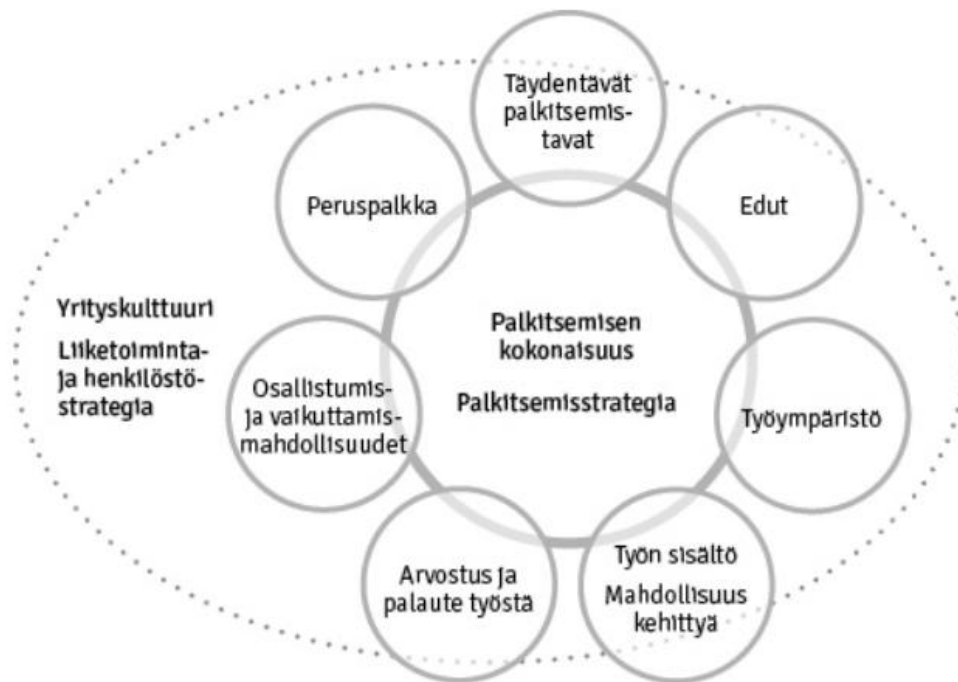 Täydentävät
palkitsemis-
tavat
Peruspalkka
Edut
Yrityskulttuuri
Liiketoiminta-
ja henkilöstö-
strategia
Palkitsemisen
kokonaisuus
Palkitsemisstrategia
Osallistumis-
ja vaikuttamis-
mahdollisuudet
Työympäristö
Arvostus ja
palaute työstä
Työn sisältö
Mahdollisuus
kehittyä